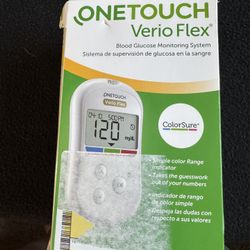 ONETOUCH
Verio Flex®
Blood Glucose Monitoring System
Sistema de supervisión de glucosa en la sangre
ONETOUCH
Verio Flex
120
mg/dL
ColorSure™
Simple color Range
indicator
• Takes the guesswork
out of your numbers
• Indicador de rango
de color simple
• Despeja las dudas con
respecto a sus valores